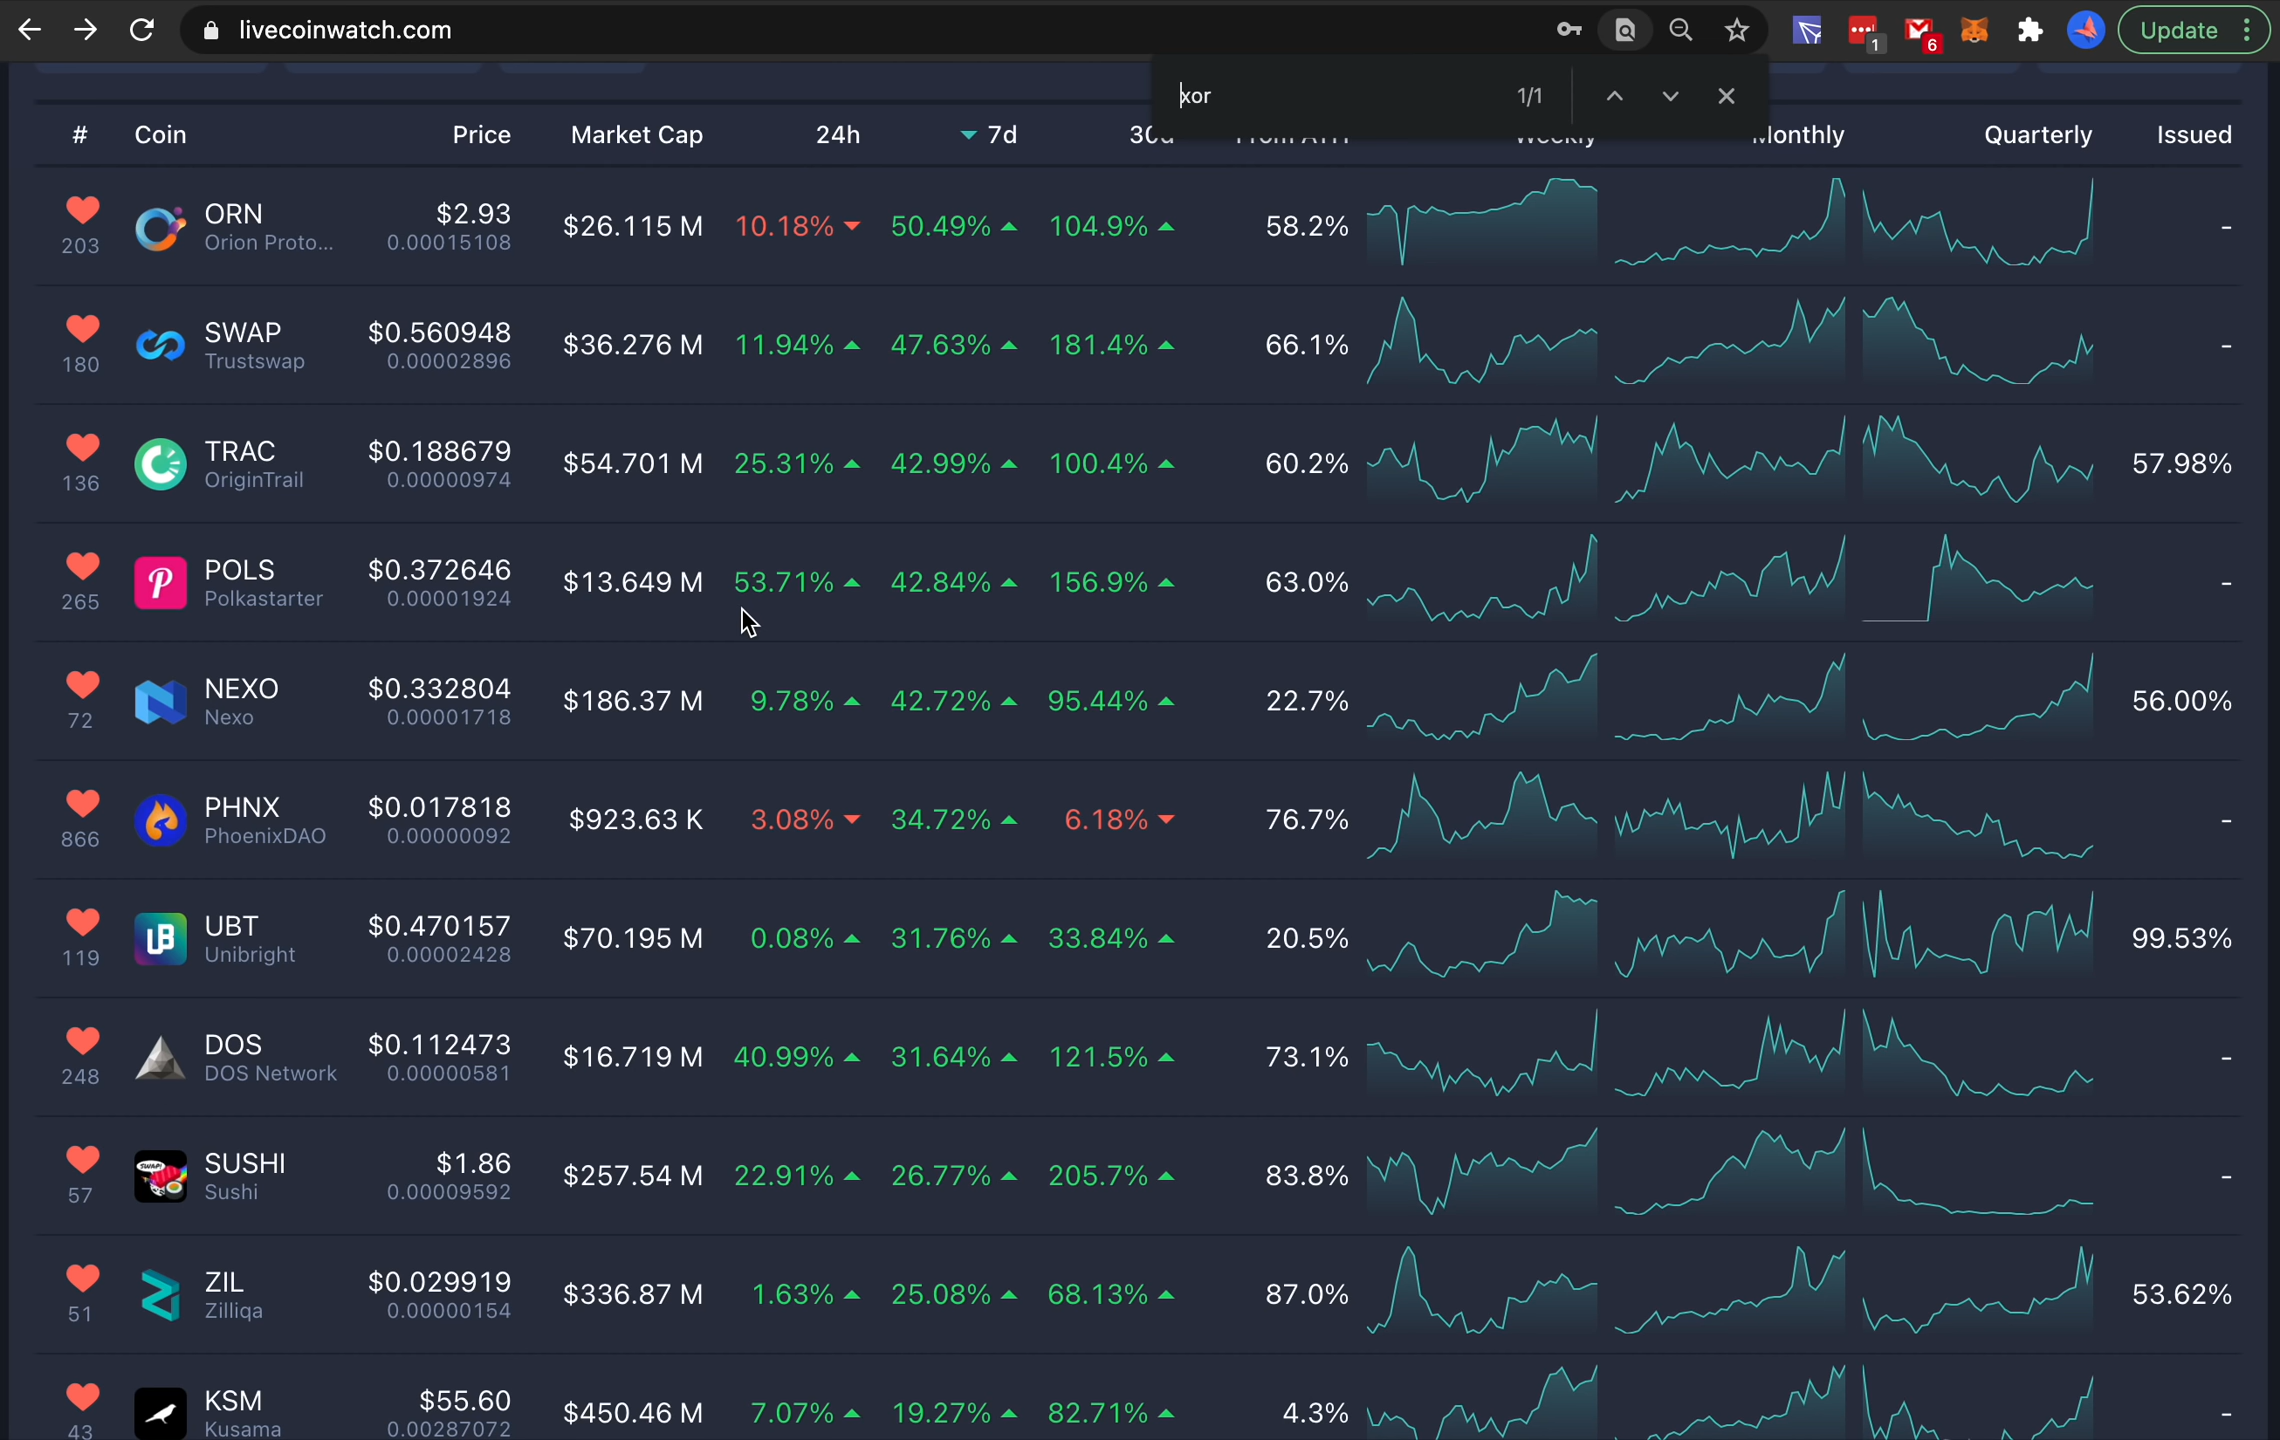 livecoinwatch.com
1
6
Update
xor 1/1
# Coin Price Market Cap 24h 7d 30d From ATH Weekly Monthly Quarterly Issued
ORN $2.93 $26.115 M 10.18% 50.49% 104.9% 58.2% -
203 Orion Proto... 0.00015108
SWAP $0.560948 $36.276 M 11.94% 47.63% 181.4% 66.1% -
180 Trustswap 0.00002896
TRAC $0.188679 $54.701 M 25.31% 42.99% 100.4% 60.2% 57.98%
136 OriginTrail 0.00000974
POLS $0.372646 $13.649 M 53.71% 42.84% 156.9% 63.0% -
265 Polkastarter 0.00001924
NEXO $0.332804 $186.37 M 9.78% 42.72% 95.44% 22.7% 56.00%
72 Nexo 0.00001718
PHNX $0.017818 $923.63 K 3.08% 34.72% 6.18% 76.7% -
866 PhoenixDAO 0.00000092
UBT $0.470157 $70.195 M 0.08% 31.76% 33.84% 20.5% 99.53%
119 Unibright 0.00002428
DOS $0.112473 $16.719 M 40.99% 31.64% 121.5% 73.1% -
248 DOS Network 0.00000581
SUSHI $1.86 $257.54 M 22.91% 26.77% 205.7% 83.8% -
57 Sushi 0.00009592
ZIL $0.029919 $336.87 M 1.63% 25.08% 68.13% 87.0% 53.62%
51 Zilliqa 0.00000154
KSM $55.60 $450.46 M 7.07% 19.27% 82.71% 4.3% -
43 Kusama 0.00287072